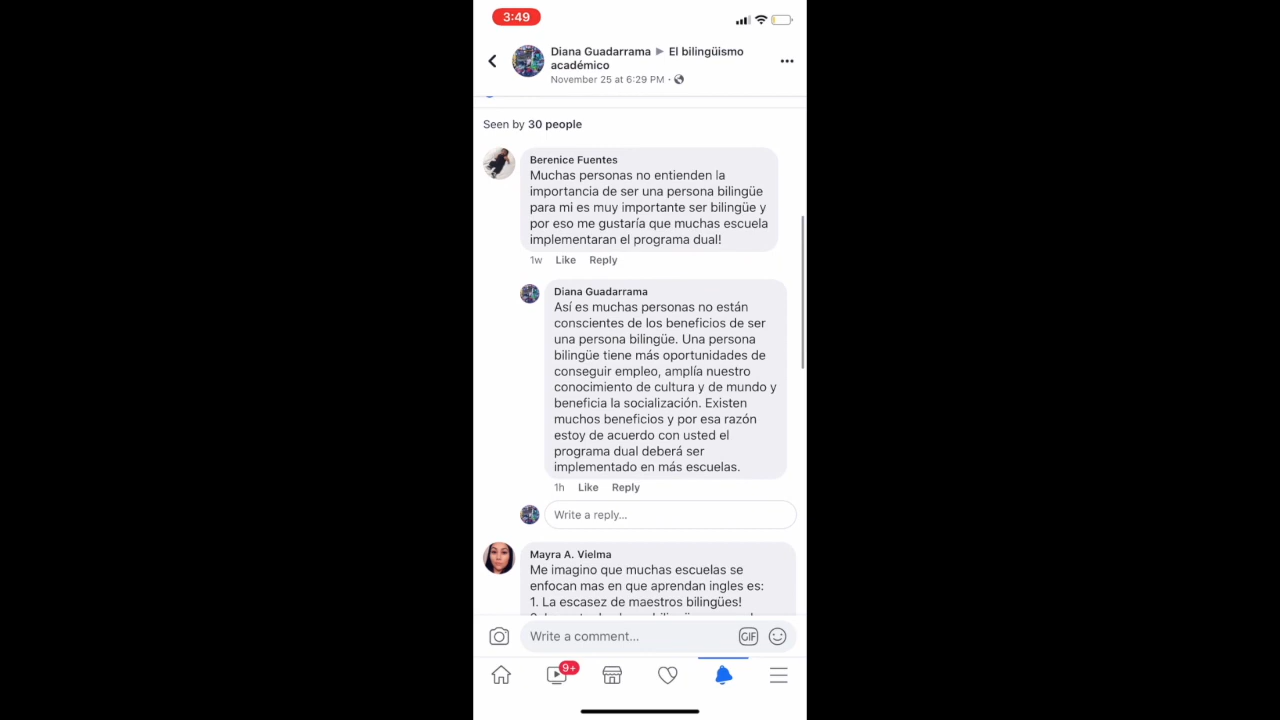 3:49
Diana Guadarrama ▶ El bilingüismo
académico
November 25 at 6:29 PM ·
Seen by 30 people
Berenice Fuentes
Muchas personas no entienden la
importancia de ser una persona bilingüe
para mi es muy importante ser bilingüe y
por eso me gustaría que muchas escuela
implementaran el programa dual!
1w Like Reply
Diana Guadarrama
Así es muchas personas no están
conscientes de los beneficios de ser
una persona bilingüe. Una persona
bilingüe tiene más oportunidades de
conseguir empleo, amplía nuestro
conocimiento de cultura y de mundo y
beneficia la socialización. Existen
muchos beneficios y por esa razón
estoy de acuerdo con usted el
programa dual deberá ser
implementado en más escuelas.
1h Like Reply
Write a reply...
Mayra A. Vielma
Me imagino que muchas escuelas se
enfocan mas en que aprendan ingles es:
1. La escasez de maestros bilingües!
Write a comment...
GIF
9+